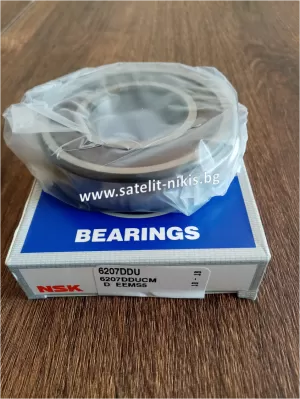 www.satelit-nikis.bg
BEARINGS
6207DDU
6207DDUCM
D EEMS5
NSK